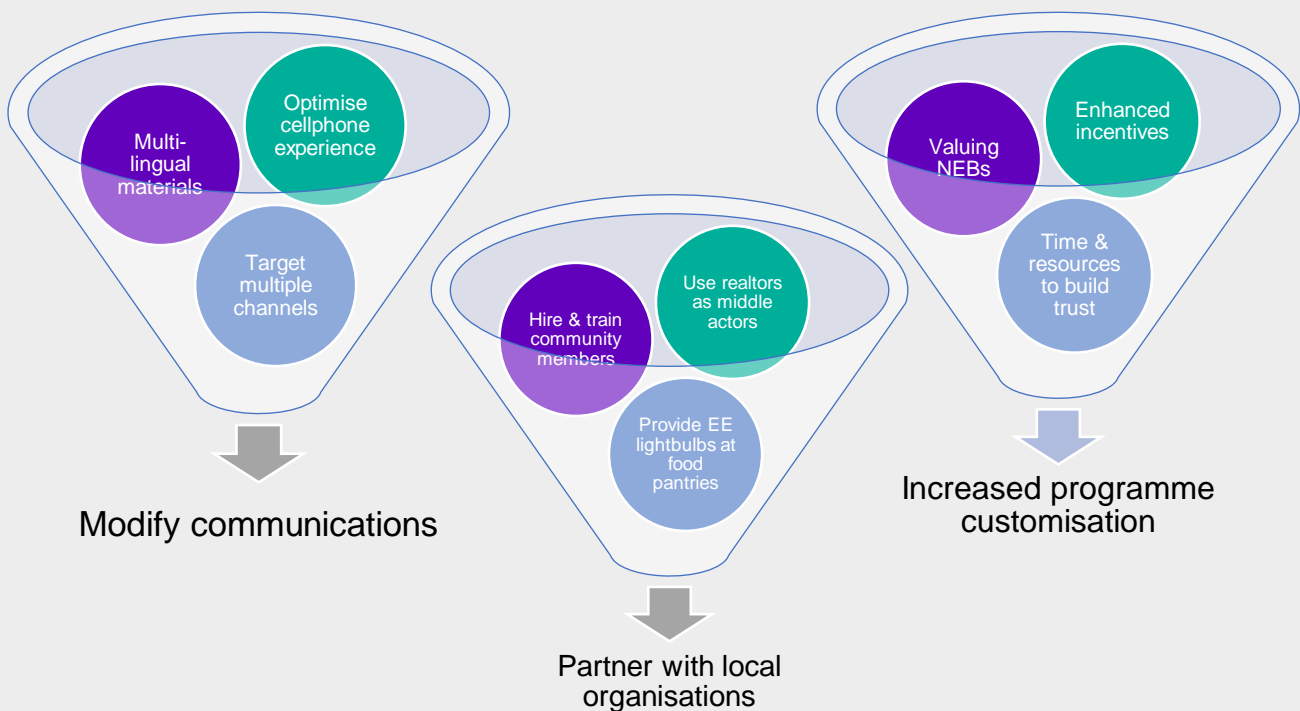 Multi-
lingual
materials
Optimise
cellphone
experience
Target
multiple
channels
Modify communications
Hire & train
community
members
Use realtors
as middle
actors
Provide EE
lightbulbs at
food
pantries
Partner with local
organisations
Valuing
NEBs
Enhanced
incentives
Time &
resources
to build
trust
Increased programme
customisation